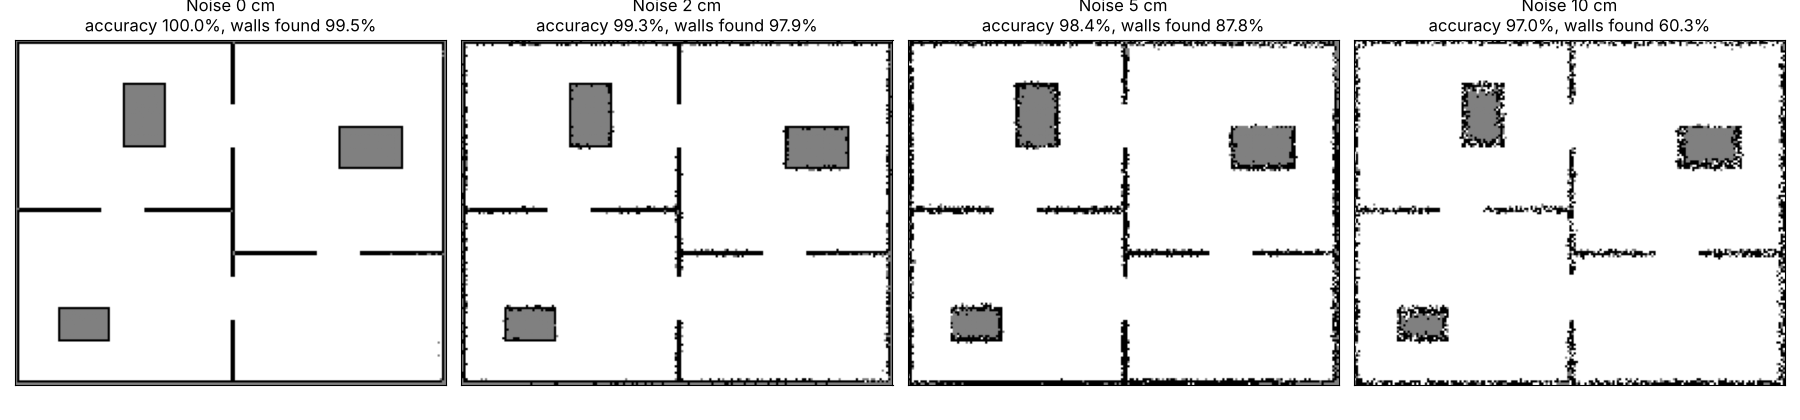 Noise 0 cm
accuracy 100.0%, walls found 99.5%
Noise 2 cm
accuracy 99.3%, walls found 97.9%
Noise 5 cm
accuracy 98.4%, walls found 87.8%
Noise 10 cm
accuracy 97.0%, walls found 60.3%